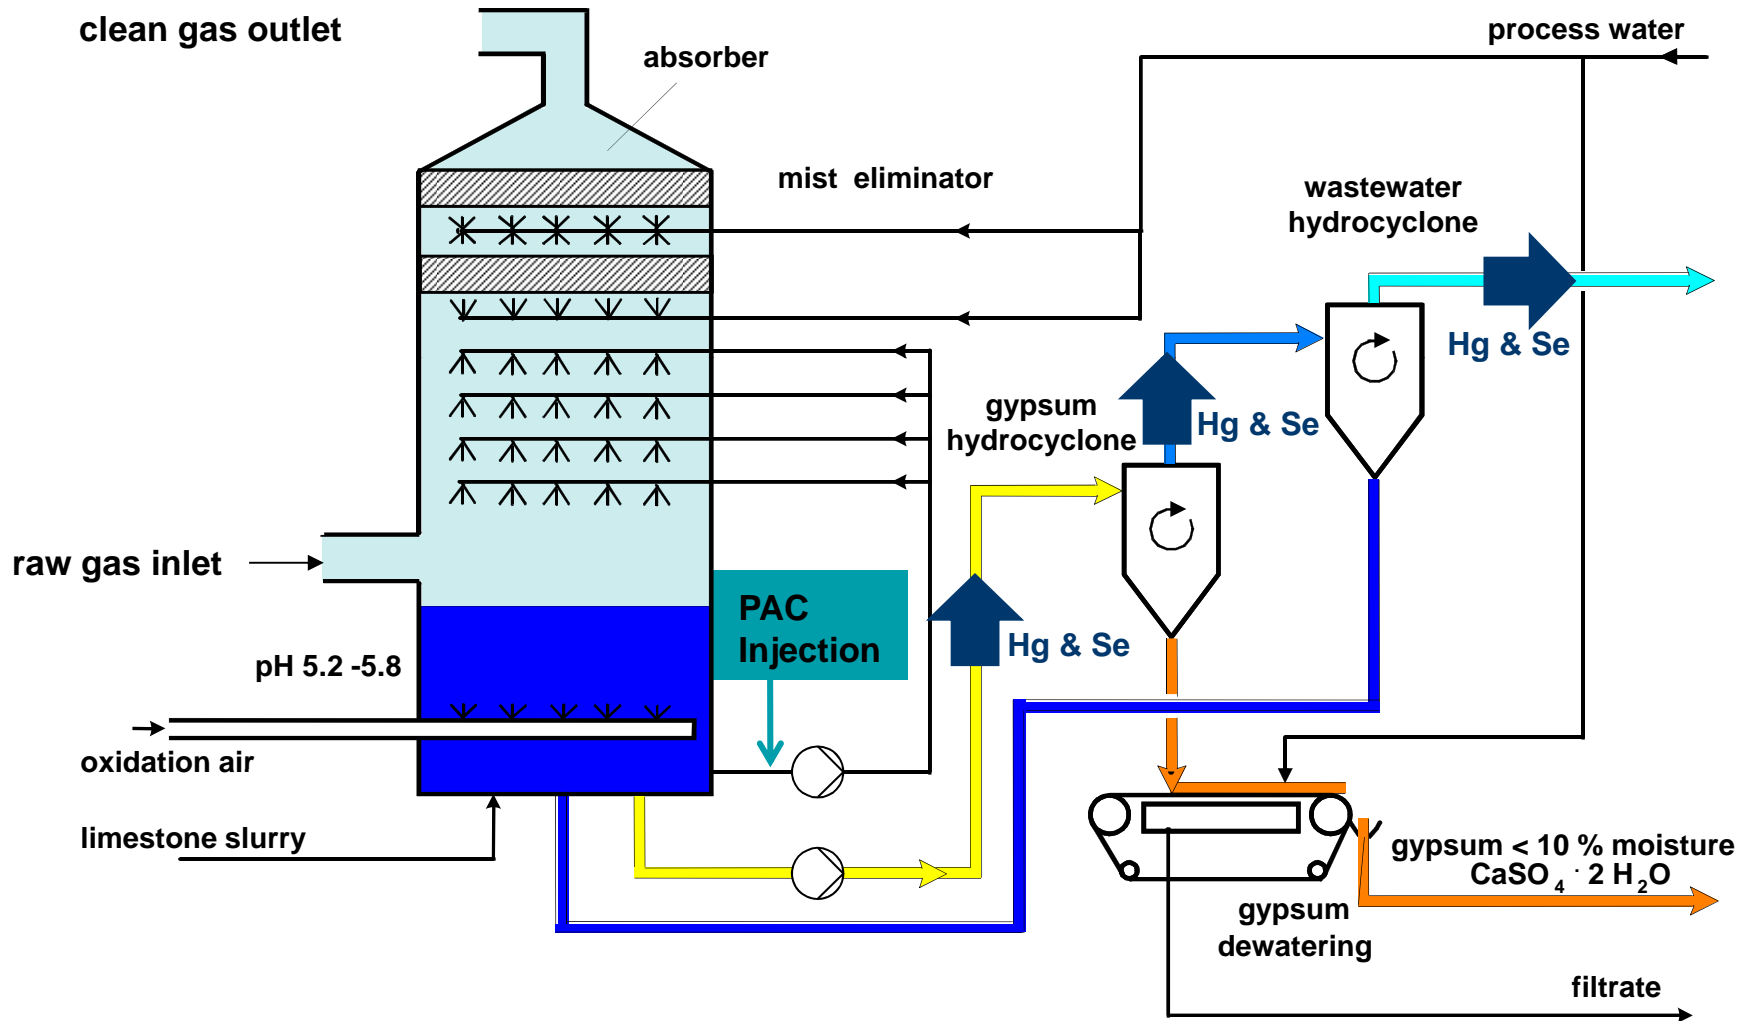 clean gas outlet
process water
absorber
mist eliminator
wastewater
hydrocyclone
Hg & Se
gypsum
hydrocyclone
Hg & Se
raw gas inlet
PAC
Injection
Hg & Se
pH 5.2 -5.8
oxidation air
limestone slurry
gypsum < 10 % moisture
CaSO₄ · 2 H₂O
gypsum
dewatering
filtrate